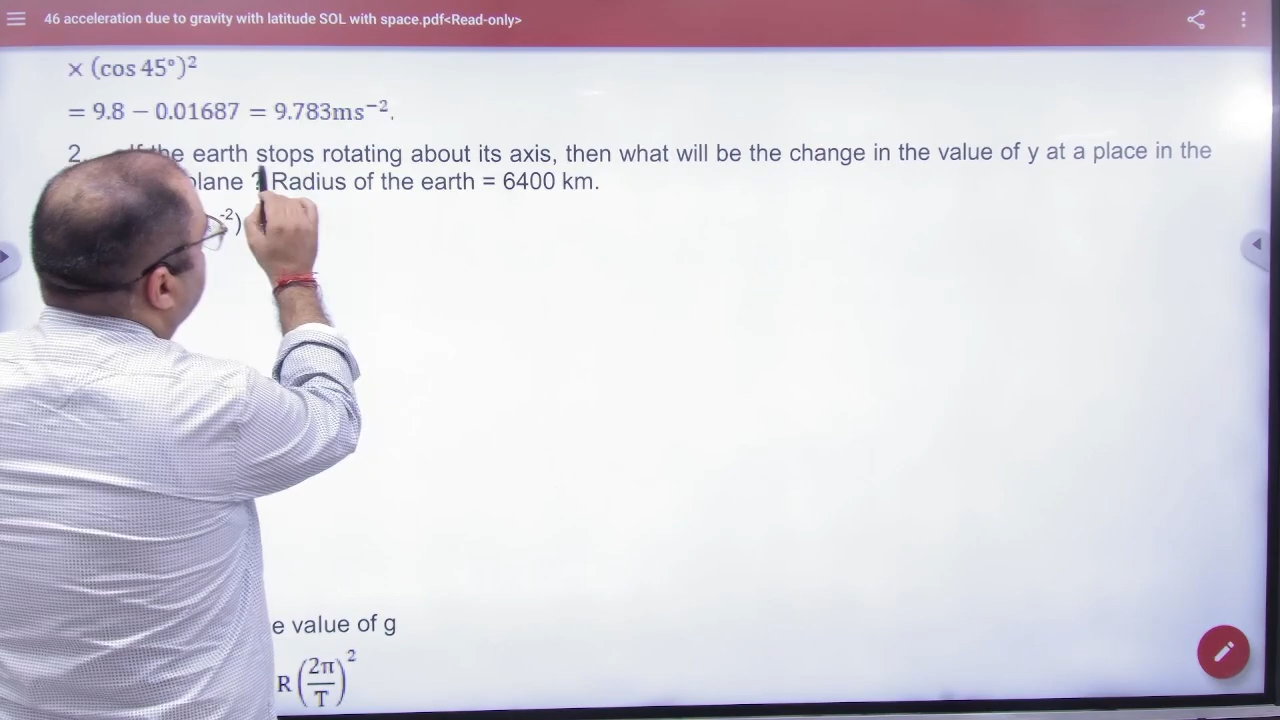 46 acceleration due to gravity with latitude SOL with space.pdf<Read-only>
× (cos 45°)²
= 9.8 − 0.01687 = 9.783ms⁻².
2. the earth stops rotating about its axis, then what will be the change in the value of y at a place in the
plane ? Radius of the earth = 6400 km.
⁻²)
e value of g
R(2π/T)²